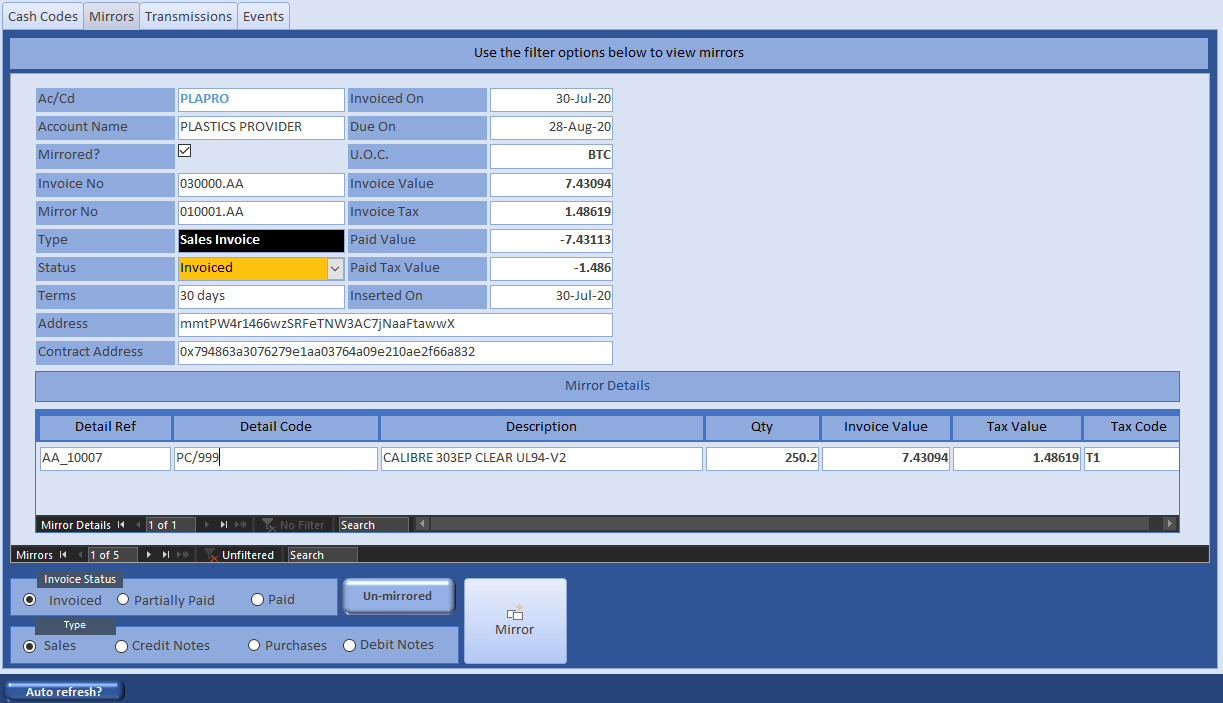 Cash Codes Mirrors Transmissions Events
Use the filter options below to view mirrors
Ac/Cd PLAPRO Invoiced On 30-Jul-20
Account Name PLASTICS PROVIDER Due On 28-Aug-20
Mirrored? U.O.C. BTC
Invoice No 030000.AA Invoice Value 7.43094
Mirror No 010001.AA Invoice Tax 1.48619
Type Sales Invoice Paid Value -7.43113
Status Invoiced Paid Tax Value -1.486
Terms 30 days Inserted On 30-Jul-20
Address mmtPW4r1466wzSRFeTNW3AC7jNaaFtawwX
Contract Address 0x794863a3076279e1aa03764a09e210ae2f66a832
Mirror Details
Detail Ref Detail Code Description Qty Invoice Value Tax Value Tax Code
AA_10007 PC/999 CALIBRE 303EP CLEAR UL94-V2 250.2 7.43094 1.48619 T1
Mirror Details 1 of 1 No Filter Search
Mirrors 1 of 5 Unfiltered Search
Invoice Status
Invoiced Partially Paid Paid Un-mirrored
Mirror
Type
Sales Credit Notes Purchases Debit Notes
Auto refresh?